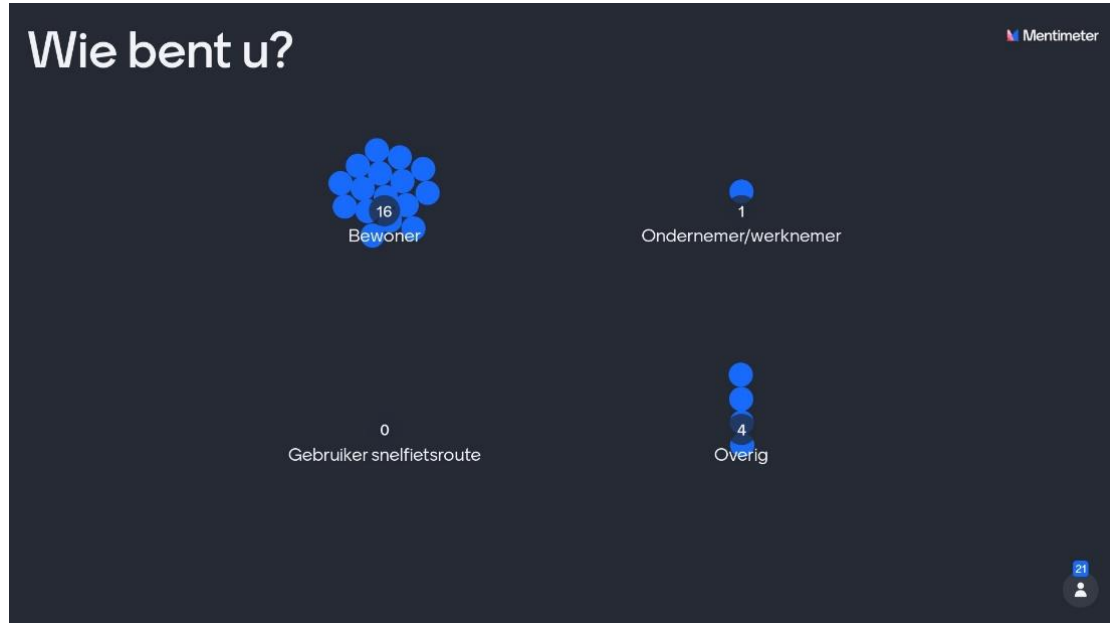 Wie bent u?
Mentimeter
16
Bewoner
1
Ondernemer/werknemer
0
Gebruiker snelfietsroute
4
Overig
21